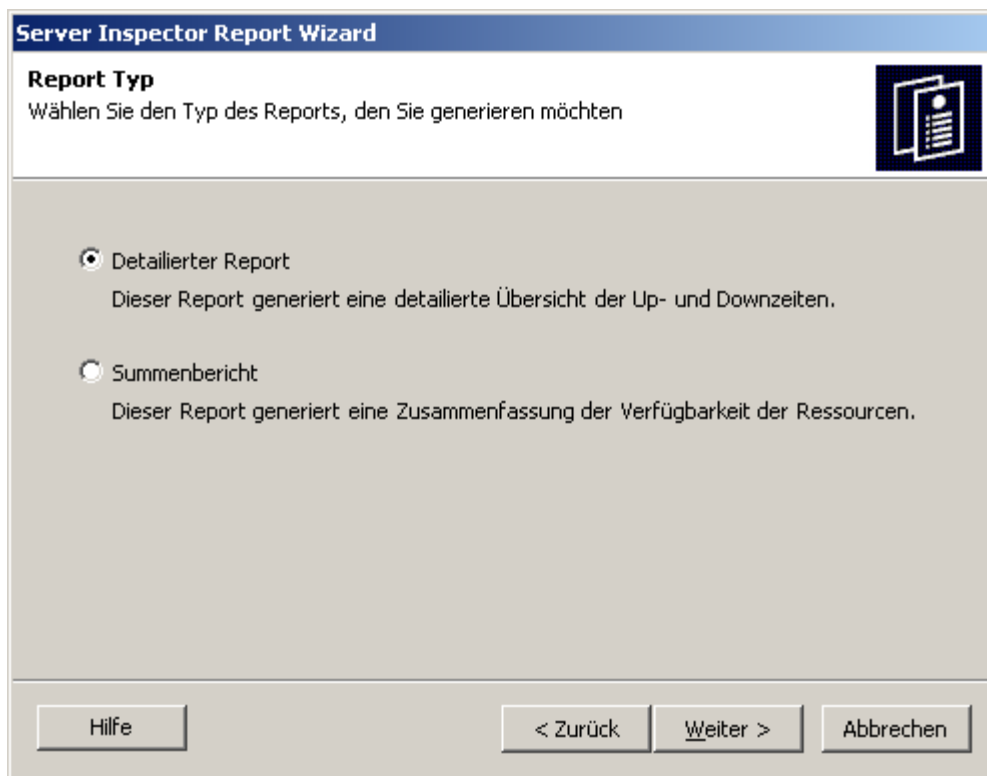 Server Inspector Report Wizard
Report Typ
Wählen Sie den Typ des Reports, den Sie generieren möchten
Detailierter Report
Dieser Report generiert eine detailierte Übersicht der Up- und Downzeiten.
Summenbericht
Dieser Report generiert eine Zusammenfassung der Verfügbarkeit der Ressourcen.
Hilfe
< Zurück
Weiter >
Abbrechen